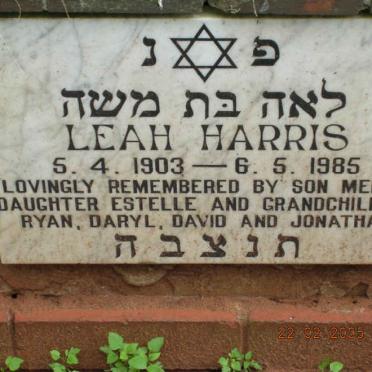 פ נ
לאה בת משה
LEAH HARRIS
5. 4. 1903 — 6. 5. 1985
LOVINGLY REMEMBERED BY SON
DAUGHTER ESTELLE AND
RYAN, DARYL, DAVID AND
ת נ צ ב ה
22 02 2005